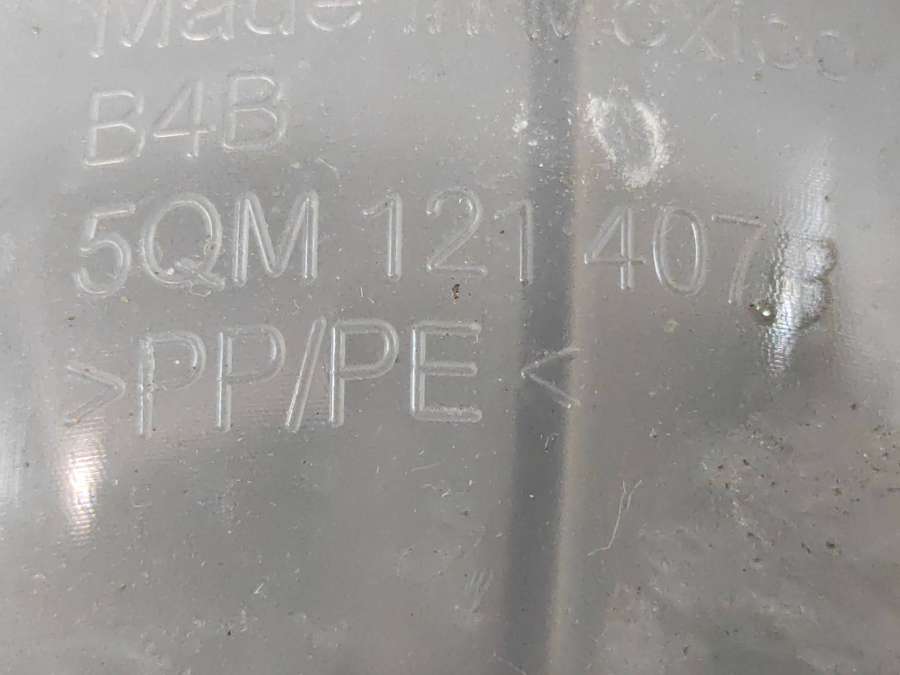 Made in Mexico
B4B
5QM 121 407 B
>PP/PE<